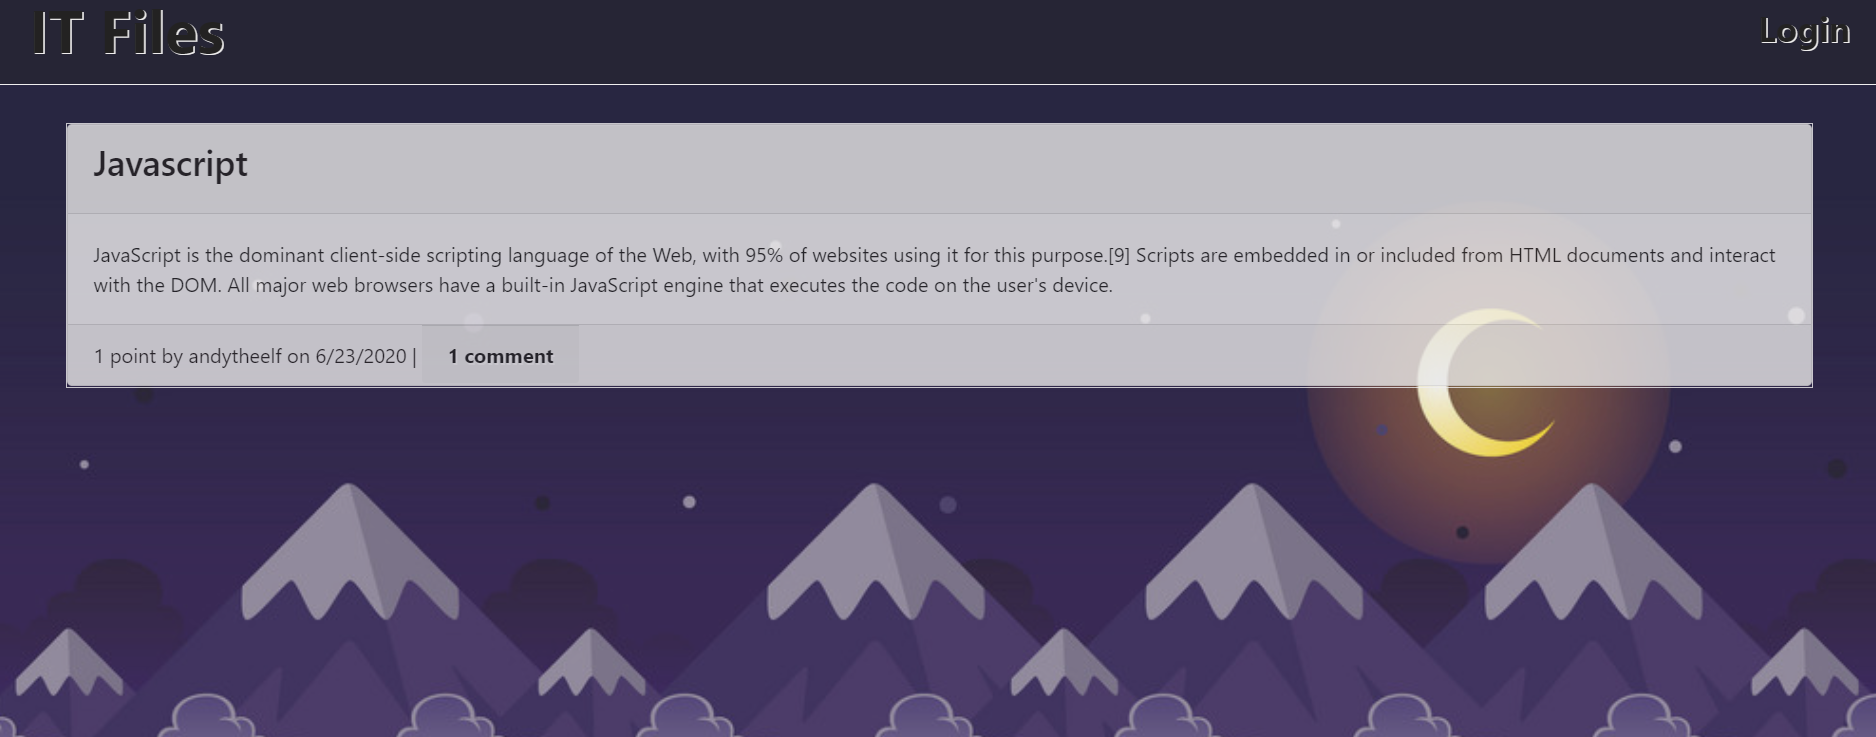 IT Files
Login
Javascript
JavaScript is the dominant client-side scripting language of the Web, with 95% of websites using it for this purpose.[9] Scripts are embedded in or included from HTML documents and interact
with the DOM. All major web browsers have a built-in JavaScript engine that executes the code on the user's device.
1 point by andytheelf on 6/23/2020 | 1 comment